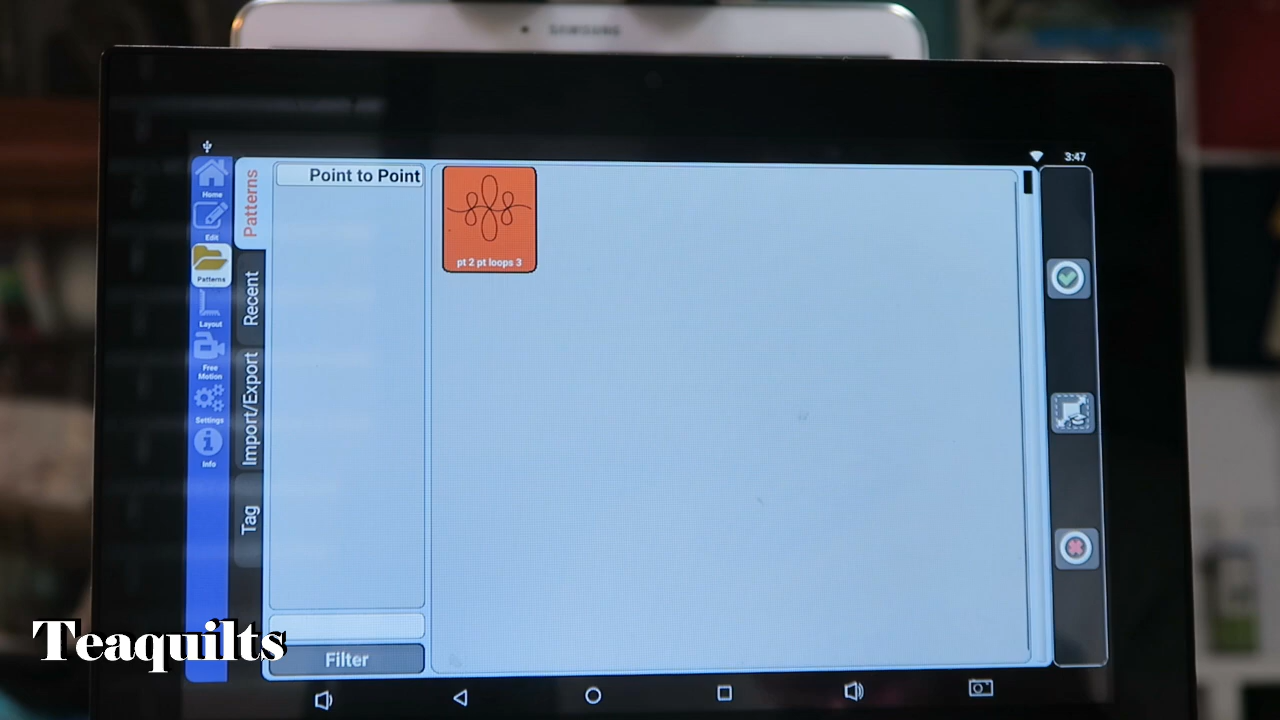 SAMSUNG
3:47
Home
Edit
Patterns
Layout
Free
Motion
Settings
Info
Patterns
Recent
Import/Export
Tag
Point to Point
pt 2 pt loops 3
Filter
Teaquilts